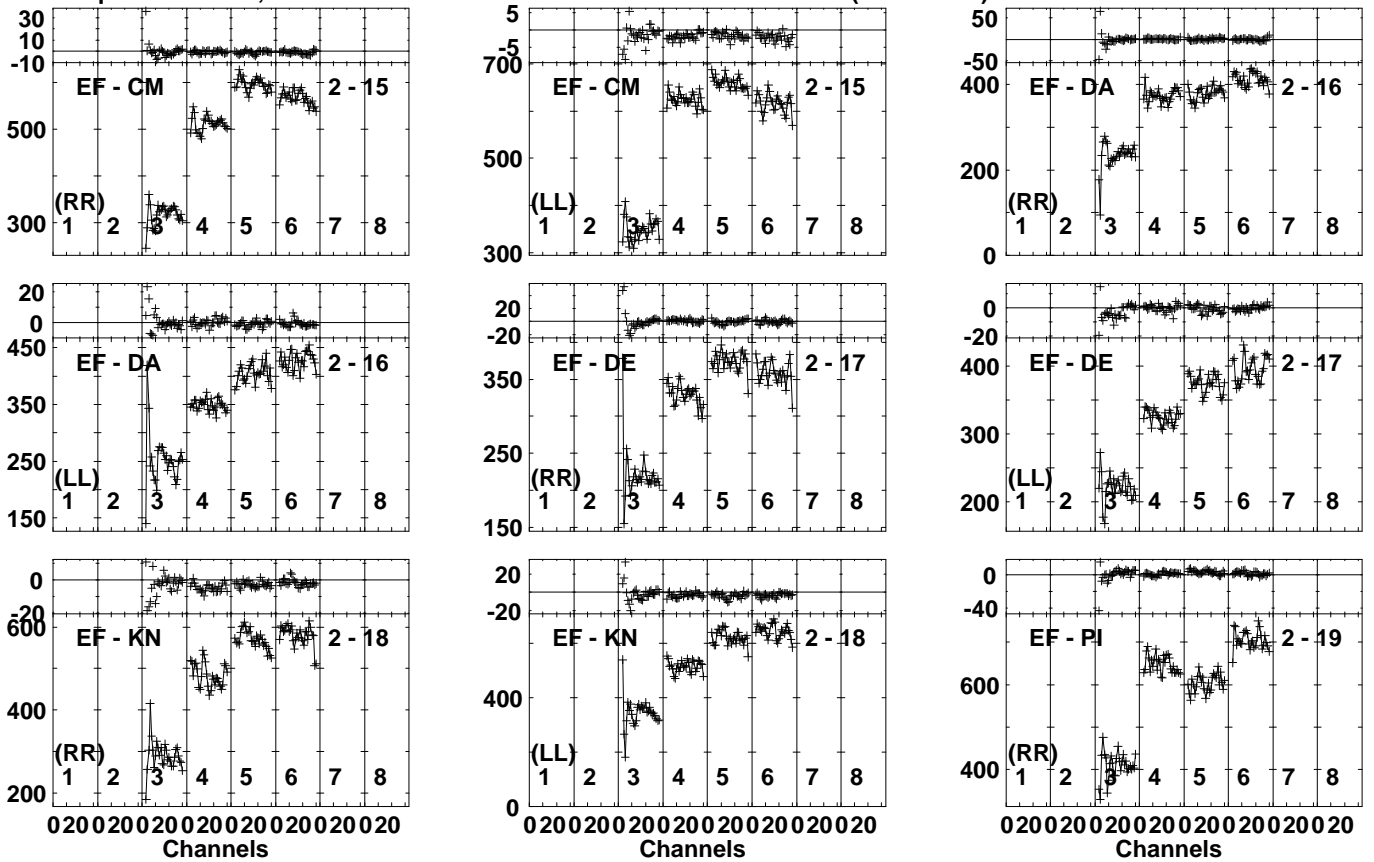 30
10
-10
EF - CM 2 - 15
500
300
(RR)
1 2 3 4 5 6 7 8
5
-5
700
EF - CM 2 - 15
500
300
(LL)
1 2 3 4 5 6 7 8
50
-50
EF - DA 2 - 16
400
200
0
(RR)
1 2 3 4 5 6 7 8
20
0
EF - DA 2 - 16
450
350
250
150
(LL)
1 2 3 4 5 6 7 8
20
-20
EF - DE 2 - 17
350
250
150
(RR)
1 2 3 4 5 6 7 8
0
-20
EF - DE 2 - 17
400
300
200
(LL)
1 2 3 4 5 6 7 8
0
-20
600
EF - KN 2 - 18
400
200
(RR)
1 2 3 4 5 6 7 8
0 20 0 20 0 20 0 20 0 20 0 20 0 20 0 20
Channels
20
-20
EF - KN 2 - 18
400
0
(LL)
1 2 3 4 5 6 7 8
0 20 0 20 0 20 0 20 0 20 0 20 0 20 0 20
Channels
0
-40
EF - PI 2 - 19
600
400
(RR)
1 2 3 4 5 6 7 8
0 20 0 20 0 20 0 20 0 20 0 20 0 20 0 20
Channels